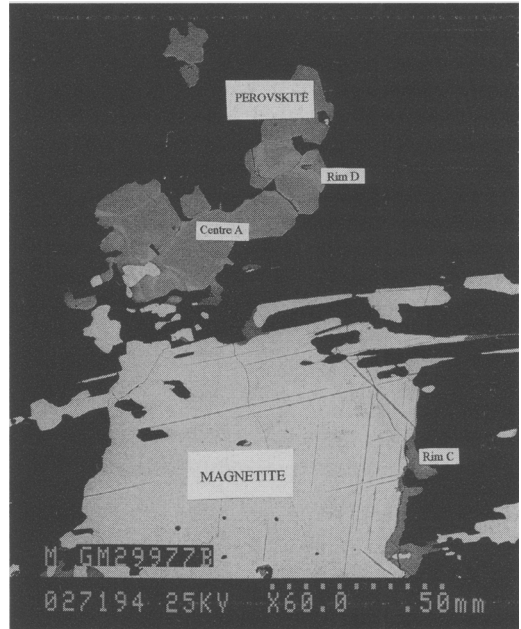 PEROVSKITE
Rim D
Centre A
MAGNETITE
Rim C
M GM29977B
027194 25KV X60.0 .50mm